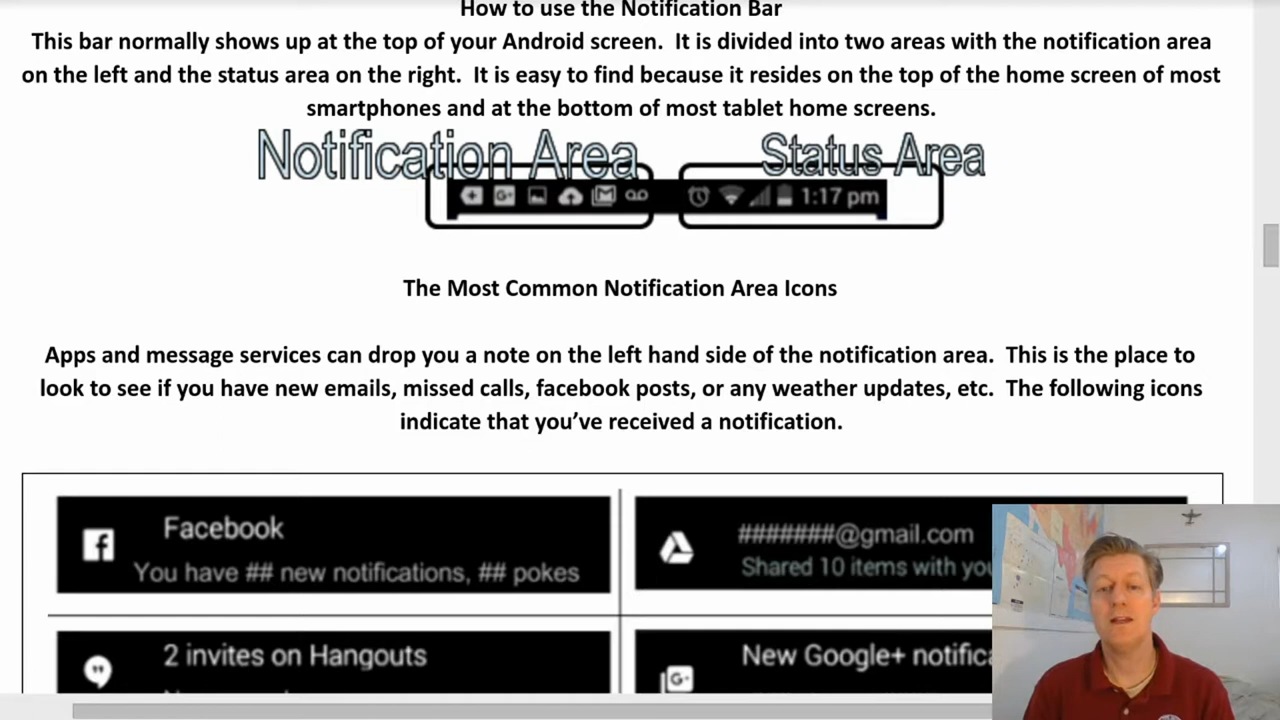 How to use the Notification Bar
This bar normally shows up at the top of your Android screen.  It is divided into two areas with the notification area
on the left and the status area on the right.  It is easy to find because it resides on the top of the home screen of most
smartphones and at the bottom of most tablet home screens.
Notification Area
Status Area
G+
1:17 pm
The Most Common Notification Area Icons
Apps and message services can drop you a note on the left hand side of the notification area.  This is the place to
look to see if you have new emails, missed calls, facebook posts, or any weather updates, etc.  The following icons
indicate that you’ve received a notification.
Facebook
You have ## new notifications, ## pokes
#######@gmail.com
Shared 10 items with you
2 invites on Hangouts
New Google+
G+